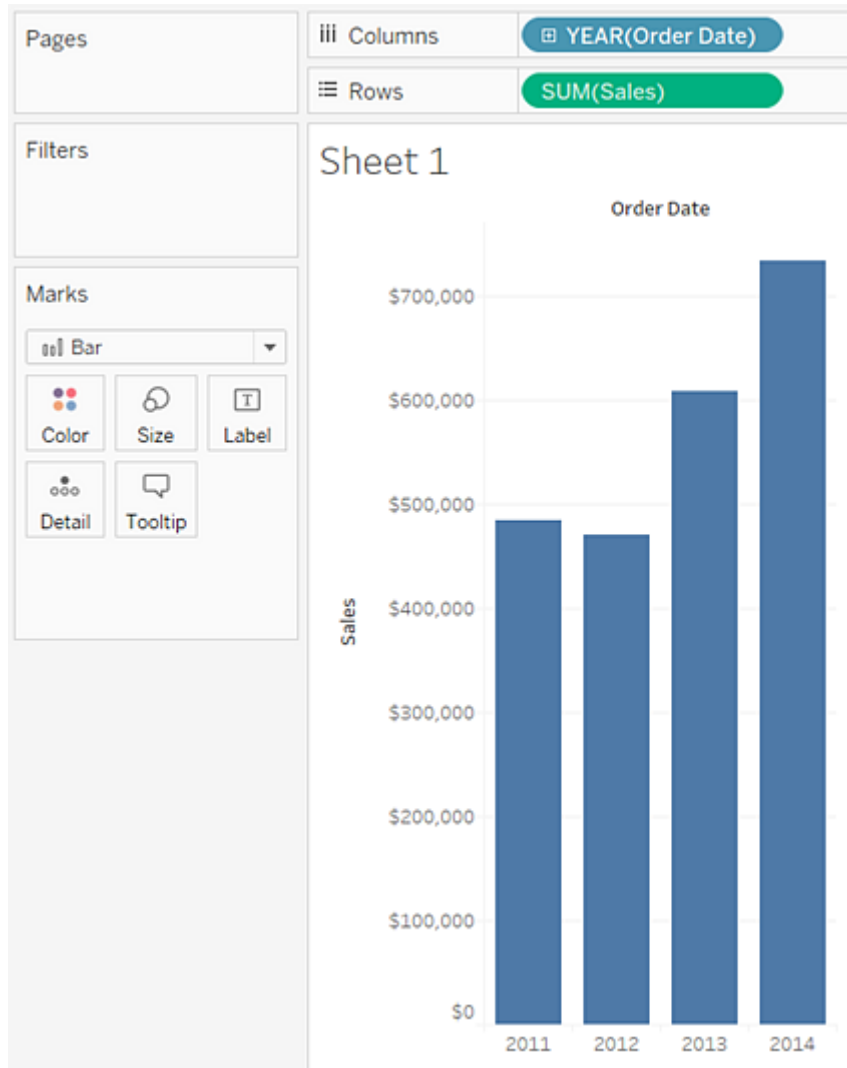 Pages
Columns
YEAR(Order Date)
Rows
SUM(Sales)
Filters
Marks
Bar
Color
Size
T
Label
Detail
Tooltip
Sheet 1
Order Date
Sales
$700,000
$600,000
$500,000
$400,000
$300,000
$200,000
$100,000
$0
2011 2012 2013 2014